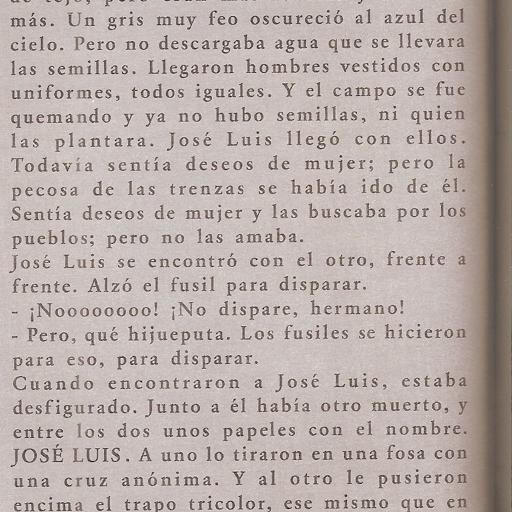 más. Un gris muy feo oscureció al azul del
cielo. Pero no descargaba agua que se llevara
las semillas. Llegaron hombres vestidos con
uniformes, todos iguales. Y el campo se fue
quemando y ya no hubo semillas, ni quien
las plantara. José Luis llegó con ellos.
Todavía sentía deseos de mujer; pero la
pecosa de las trenzas se había ido de él.
Sentía deseos de mujer y las buscaba por los
pueblos; pero no las amaba.
José Luis se encontró con el otro, frente a
frente. Alzó el fusil para disparar.
- ¡Noooooooo! ¡No dispare, hermano!
- Pero, qué hijueputa. Los fusiles se hicieron
para eso, para disparar.
Cuando encontraron a José Luis, estaba
desfigurado. Junto a él había otro muerto, y
entre los dos unos papeles con el nombre.
JOSÉ LUIS. A uno lo tiraron en una fosa con
una cruz anónima. Y al otro le pusieron
encima el trapo tricolor, ese mismo que en